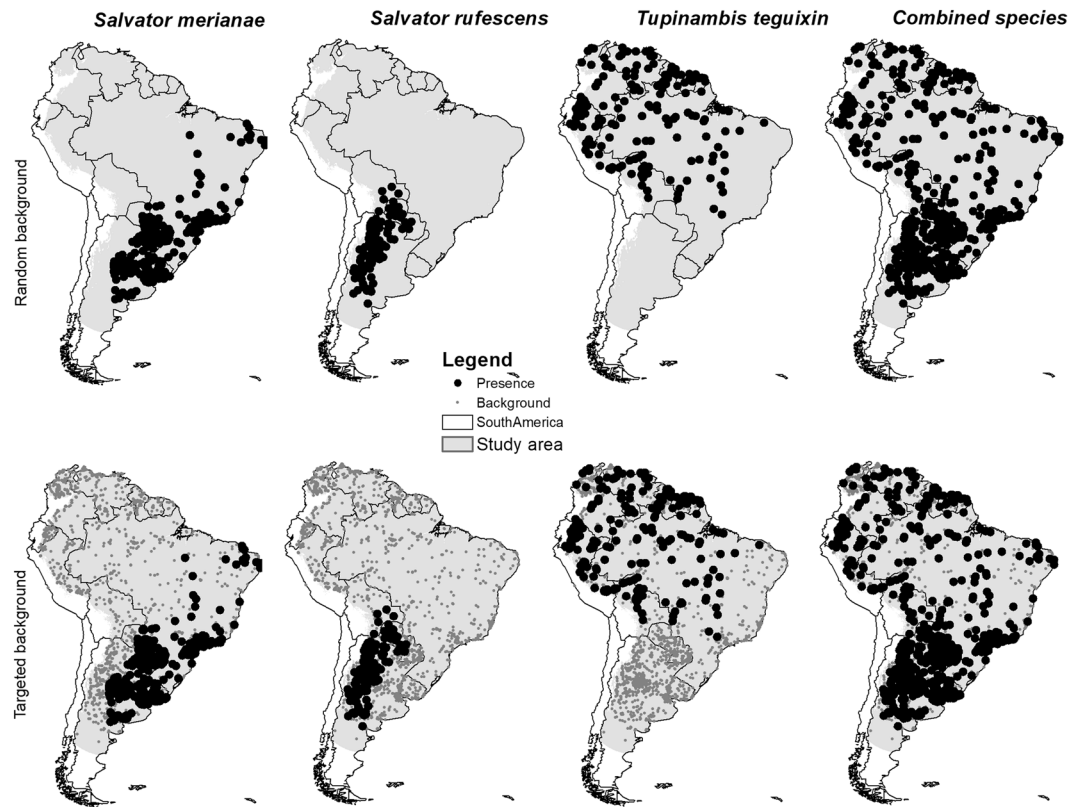 Salvator merianae
Salvator rufescens
Tupinambis teguixin
Combined species
Random background
Legend
Presence
Background
SouthAmerica
Study area
Targeted background